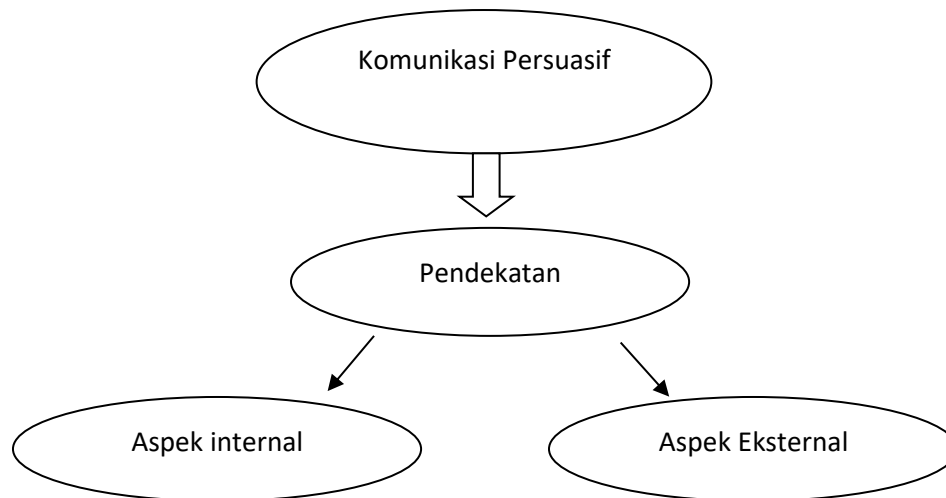 Komunikasi Persuasif
Pendekatan
Aspek internal
Aspek Eksternal